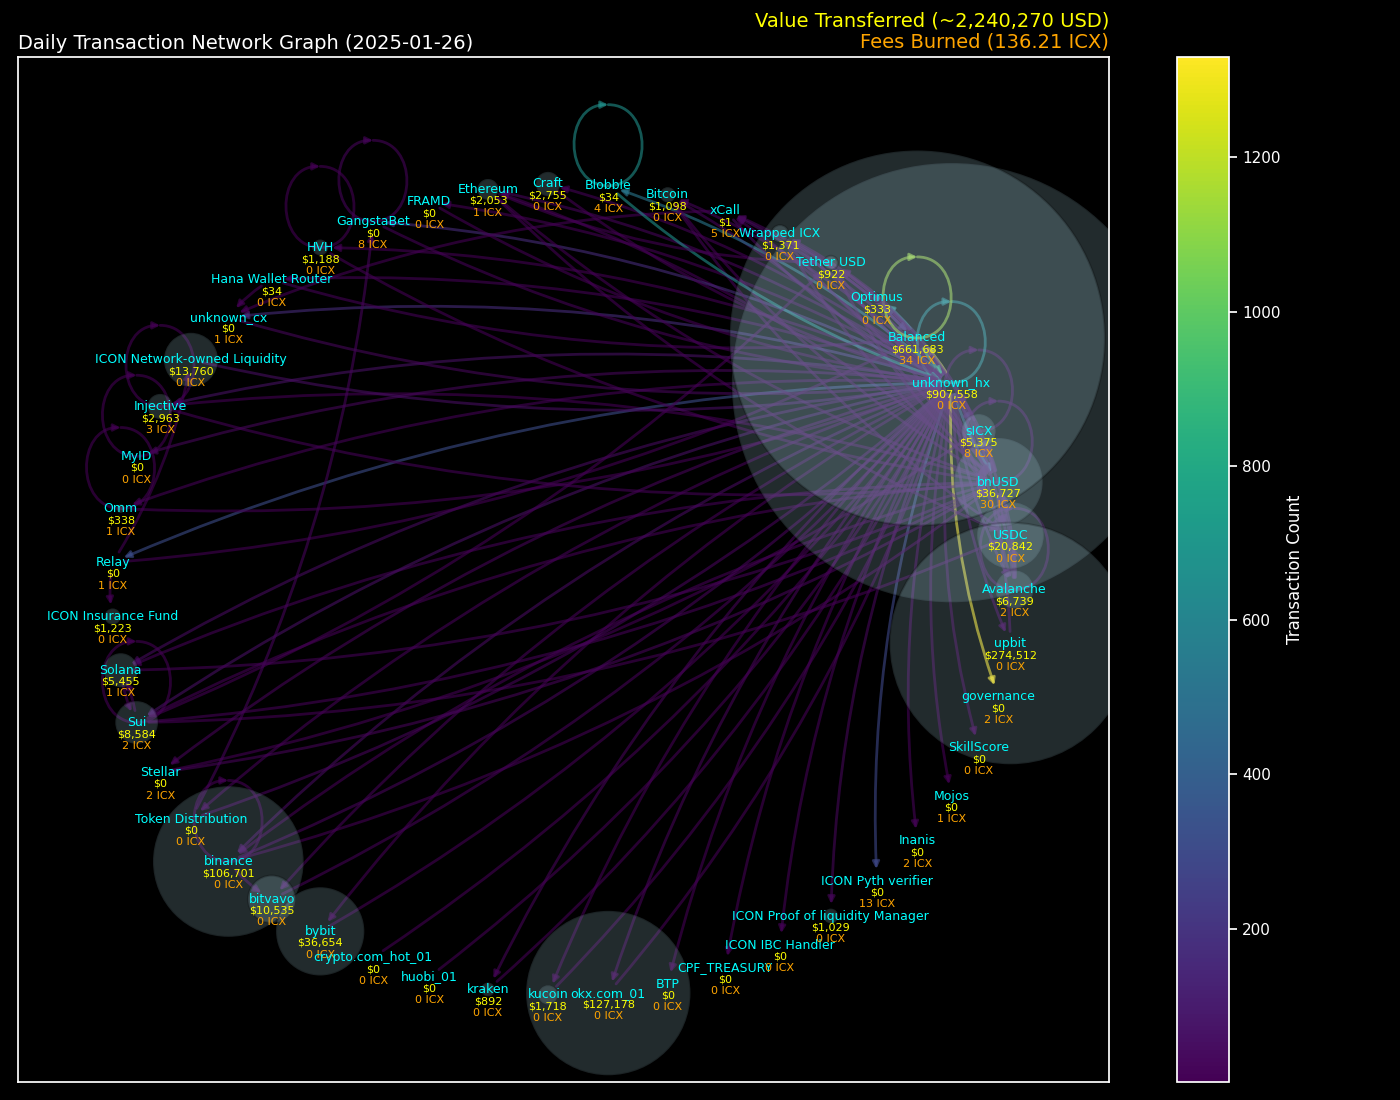 Value Transferred (~2,240,270 USD)
Daily Transaction Network Graph (2025-01-26)
Fees Burned (136.21 ICX)
Ethereum
$2,053
1 ICX
Craft
$2,755
0 ICX
Blobble
$34
4 ICX
Bitcoin
$1,098
0 ICX
FRAMD
$0
0 ICX
xCall
$1
5 ICX
GangstaBet
$0
8 ICX
Wrapped ICX
$1,371
0 ICX
HVH
$1,188
0 ICX
Tether USD
$922
0 ICX
Hana Wallet Router
$34
0 ICX
Optimus
$333
0 ICX
unknown_cx
$0
1 ICX
Balanced
$661,683
34 ICX
ICON Network-owned Liquidity
$13,760
0 ICX
unknown_hx
$907,558
0 ICX
Injective
$2,963
3 ICX
sICX
$5,375
8 ICX
MyID
$0
0 ICX
bnUSD
$36,727
30 ICX
Omm
$338
1 ICX
USDC
$20,842
0 ICX
Relay
$0
1 ICX
Avalanche
$6,739
2 ICX
ICON Insurance Fund
$1,223
0 ICX
upbit
$274,512
0 ICX
Solana
$5,455
1 ICX
governance
$0
2 ICX
Sui
$8,584
2 ICX
SkillScore
$0
0 ICX
Stellar
$0
2 ICX
Mojos
$0
1 ICX
Token Distribution
$0
0 ICX
Inanis
$0
2 ICX
binance
$106,701
0 ICX
ICON Pyth verifier
$0
13 ICX
bitvavo
$10,535
0 ICX
ICON Proof of liquidity Manager
$1,029
0 ICX
bybit
$36,654
0 ICX
ICON IBC Handler
$0
ICX
crypto.com_hot_01
$0
0 ICX
CPF_TREASURY
$0
0 ICX
huobi_01
$0
0 ICX
BTP
$0
0 ICX
kraken
$892
0 ICX
kucoin
$1,718
0 ICX
okx.com_01
$127,178
0 ICX
1200
1000
800
600
400
200
Transaction Count